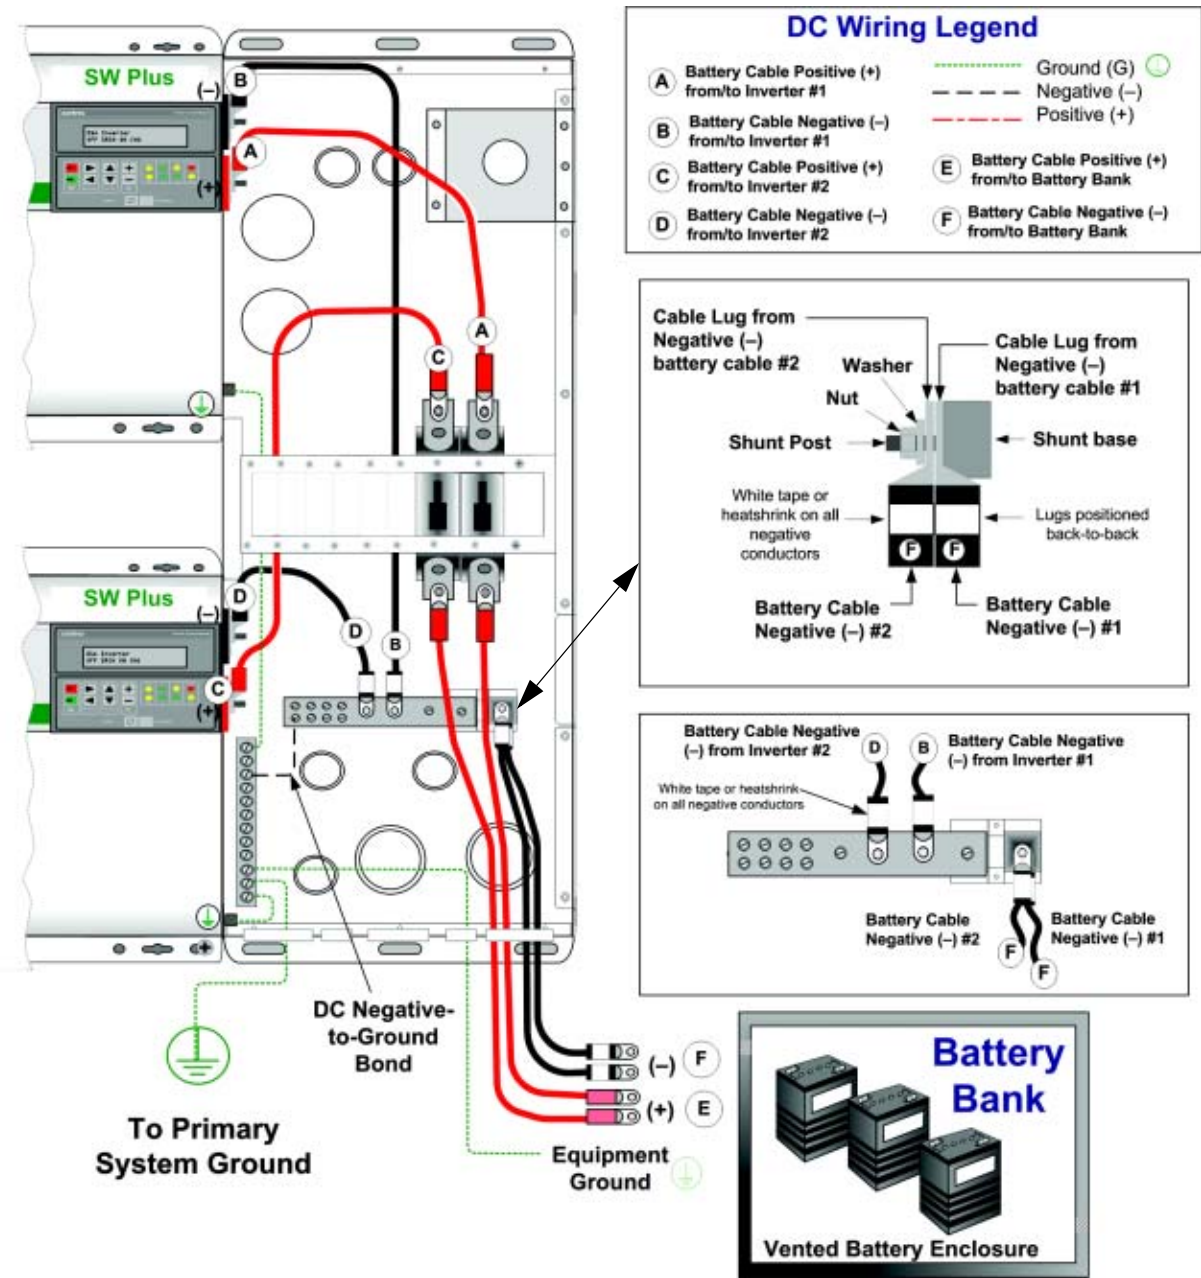 DC Wiring Legend
A
Battery Cable Positive (+)
from/to Inverter #1
B
Battery Cable Negative (–)
from/to Inverter #1
C
Battery Cable Positive (+)
from/to Inverter #2
D
Battery Cable Negative (–)
from/to Inverter #2
Ground (G)
Negative (–)
Positive (+)
E
Battery Cable Positive (+)
from/to Battery Bank
F
Battery Cable Negative (–)
from/to Battery Bank
SW Plus
(–)
B
A
(+)
A
C
SW Plus
(–)
D
C
(+)
D
B
DC Negative-
to-Ground
Bond
To Primary
System Ground
(–) F
(+) E
Equipment
Ground
Cable Lug from
Negative (–)
battery cable #2
Washer
Nut
Shunt Post
Cable Lug from
Negative (–)
battery cable #1
Shunt base
White tape or
heatshrink on all
negative
conductors
Lugs positioned
back-to-back
F
F
Battery Cable
Negative (–) #2
Battery Cable
Negative (–) #1
Battery Cable Negative
(–) from Inverter #2
D
B
Battery Cable Negative
(–) from Inverter #1
White tape or heatshrink
on all negative conductors
Battery Cable
Negative (–) #2
Battery Cable
Negative (–) #1
F
F
Battery
Bank
Vented Battery Enclosure